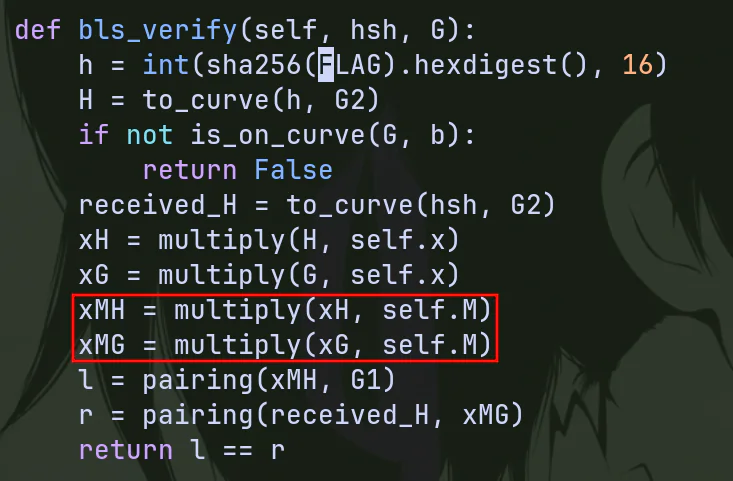 def bls_verify(self, hsh, G):
    h = int(sha256(FLAG).hexdigest(), 16)
    H = to_curve(h, G2)
    if not is_on_curve(G, b):
        return False
    received_H = to_curve(hsh, G2)
    xH = multiply(H, self.x)
    xG = multiply(G, self.x)
    xMH = multiply(xH, self.M)
    xMG = multiply(xG, self.M)
    l = pairing(xMH, G1)
    r = pairing(received_H, xMG)
    return l == r